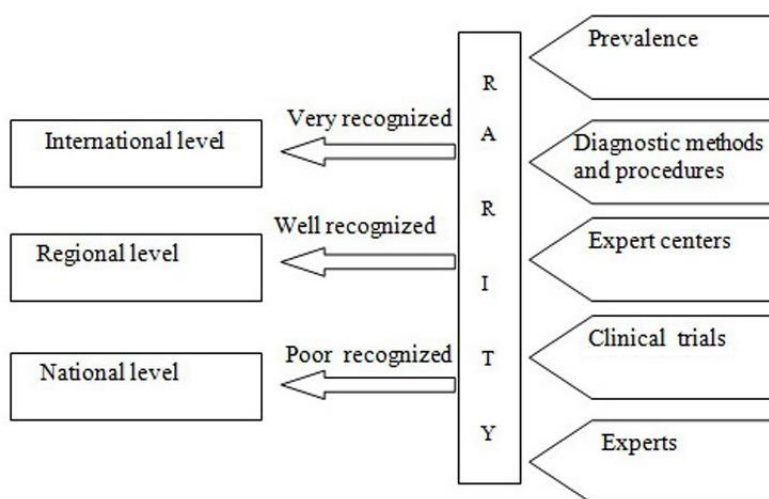 Very recognized
International level
Well recognized
Regional level
Poor recognized
National level
R
A
R
I
T
Y
Prevalence
Diagnostic methods
and procedures
Expert centers
Clinical trials
Experts